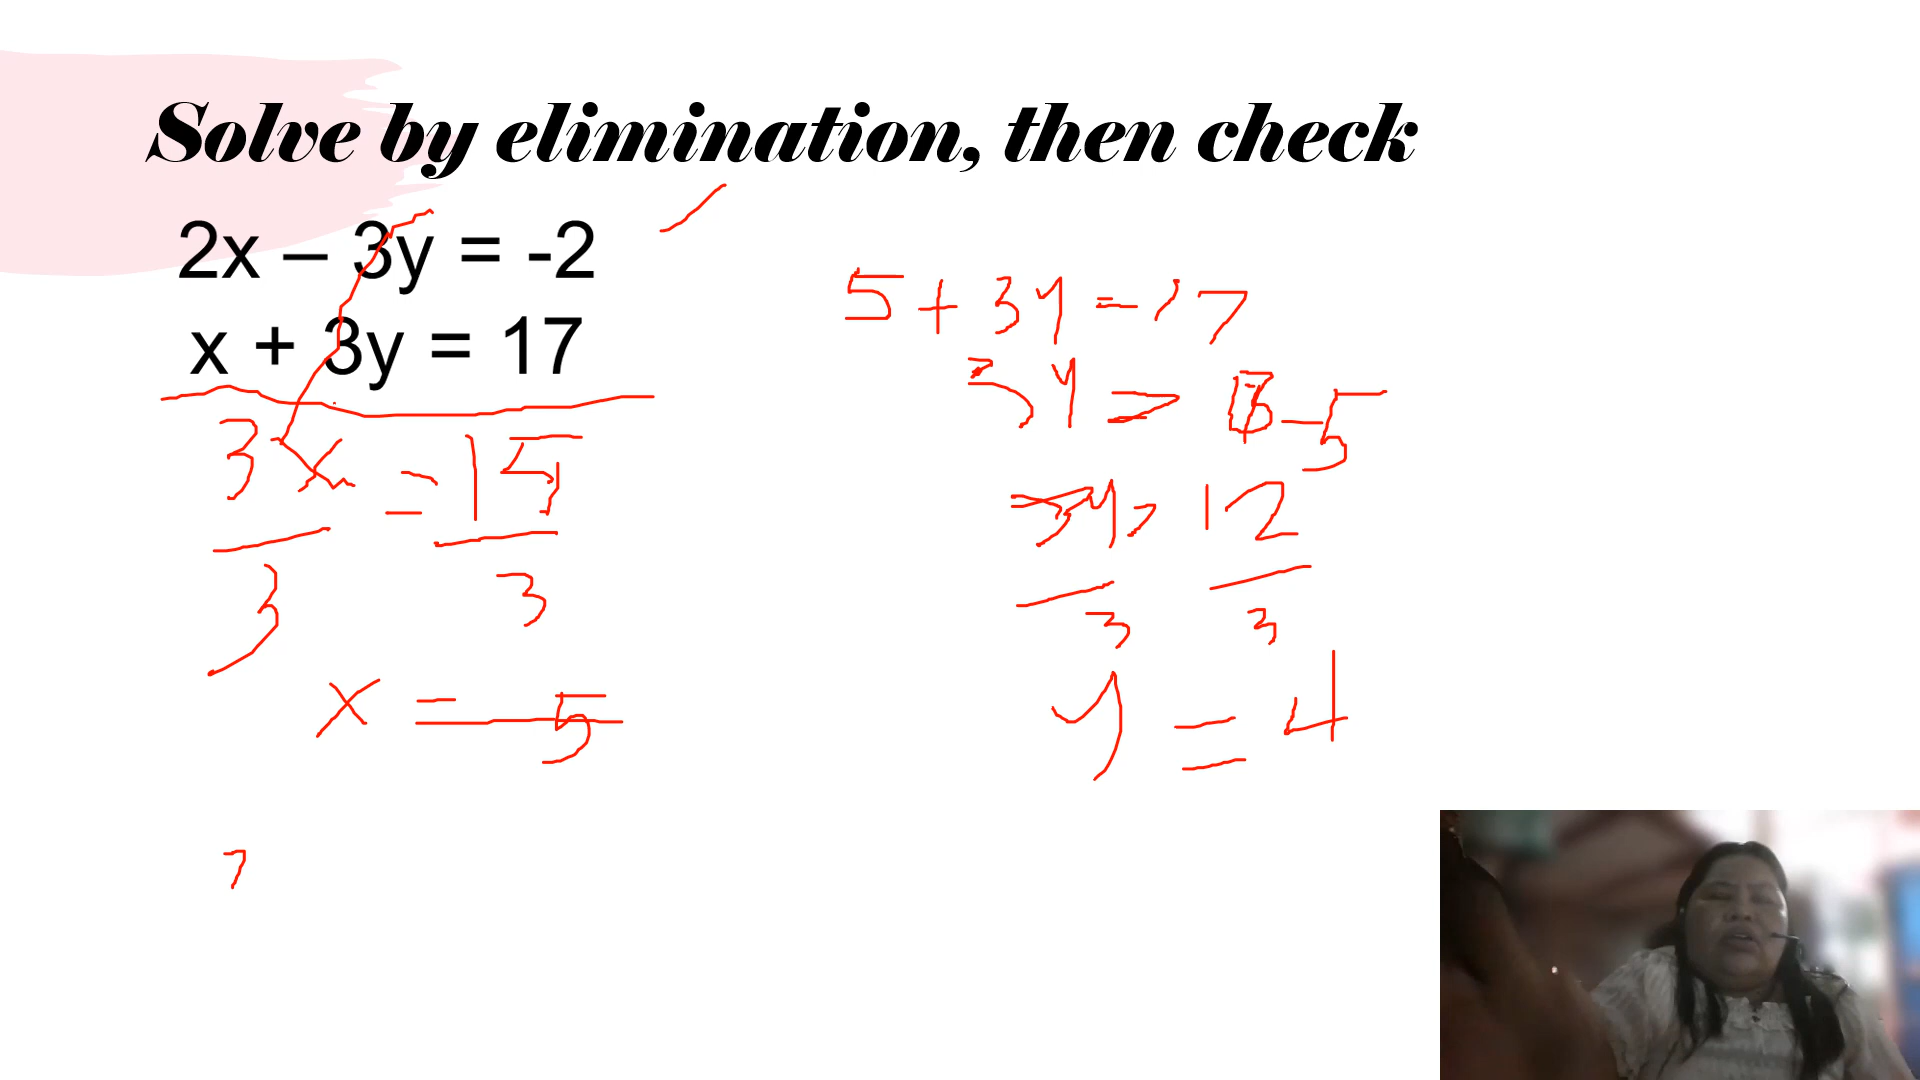 Solve by elimination, then check
2x – 3y = -2
x + 3y = 17
3x = 15
3 3
x = 5
5 + 3y = 17
3y = 17 - 5
3y = 12
3 3
y = 4